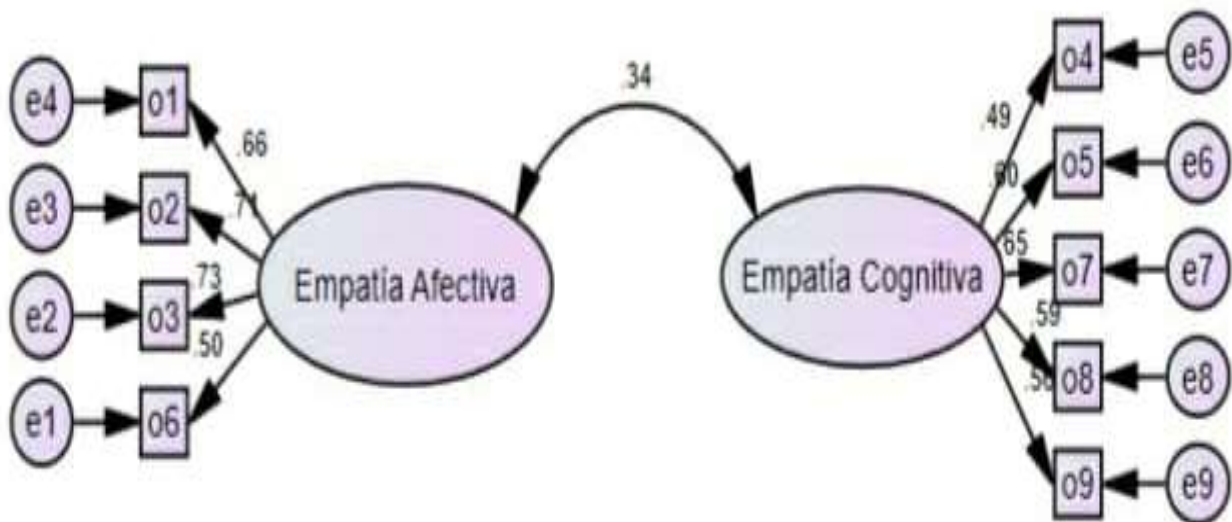 .34
e4
o1
.66
e3
o2
e2
o3
.73
e1
o6
.50
Empatía Afectiva
Empatía Cognitiva
.49
o4
e5
.60
o5
e6
.65
o7
e7
.59
o8
e8
o9
e9